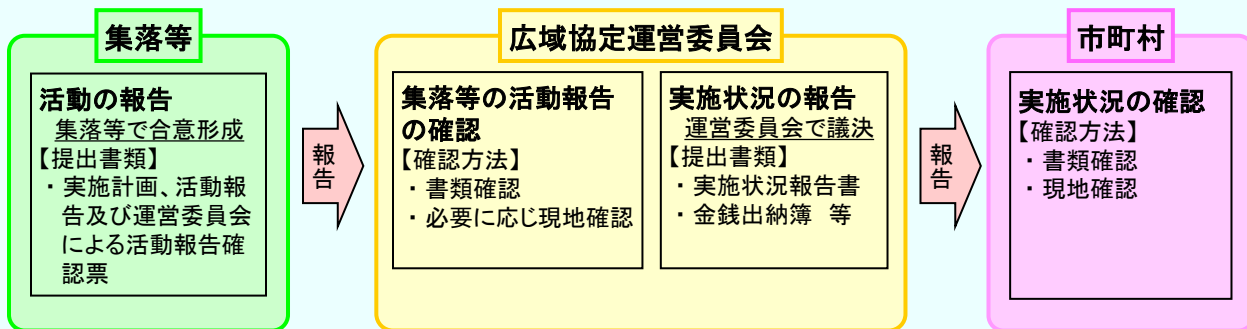 集落等
活動の報告
集落等で合意形成
【提出書類】
・実施計画、活動報
告及び運営委員会
による活動報告確
認票
報告
広域協定運営委員会
集落等の活動報告
の確認
【確認方法】
・書類確認
・必要に応じ現地確認
実施状況の報告
運営委員会で議決
【提出書類】
・実施状況報告書
・金銭出納簿　等
報告
市町村
実施状況の確認
【確認方法】
・書類確認
・現地確認